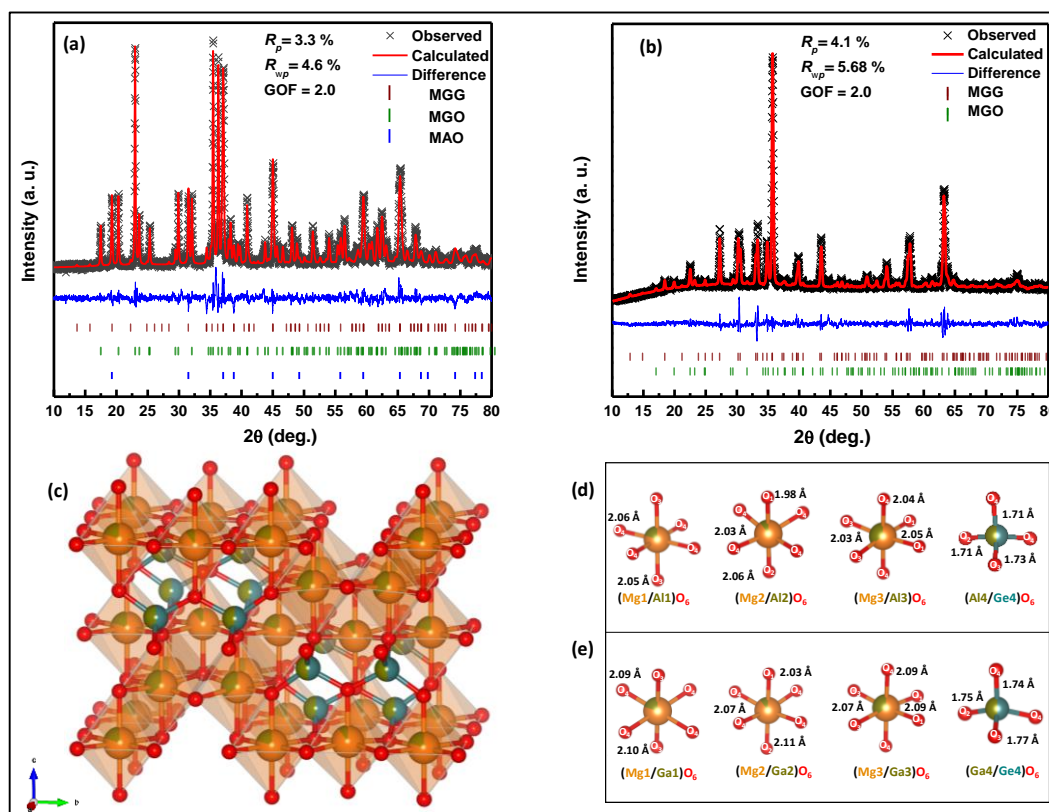 (a)
R_p = 3.3 %
R_wp = 4.6 %
GOF = 2.0
Observed
Calculated
Difference
MGG
MGO
MAO
Intensity (a. u.)
10 15 20 25 30 35 40 45 50 55 60 65 70 75 80
2θ (deg.)
(b)
R_p = 4.1 %
R_wp = 5.68 %
GOF = 2.0
Observed
Calculated
Difference
MGG
MGO
Intensity (a. u.)
10 15 20 25 30 35 40 45 50 55 60 65 70 75 80
2θ (deg.)
(c)
c
b
(d)
2.06 Å
2.05 Å
(Mg1/Al1)O6
1.98 Å
2.03 Å
2.06 Å
(Mg2/Al2)O6
2.04 Å
2.03 Å
2.05 Å
(Mg3/Al3)O6
1.71 Å
1.71 Å
1.73 Å
(Al4/Ge4)O6
(e)
2.09 Å
2.10 Å
(Mg1/Ga1)O6
2.03 Å
2.07 Å
2.11 Å
(Mg2/Ga2)O6
2.09 Å
2.07 Å
2.09 Å
(Mg3/Ga3)O6
1.74 Å
1.75 Å
1.77 Å
(Ga4/Ge4)O6